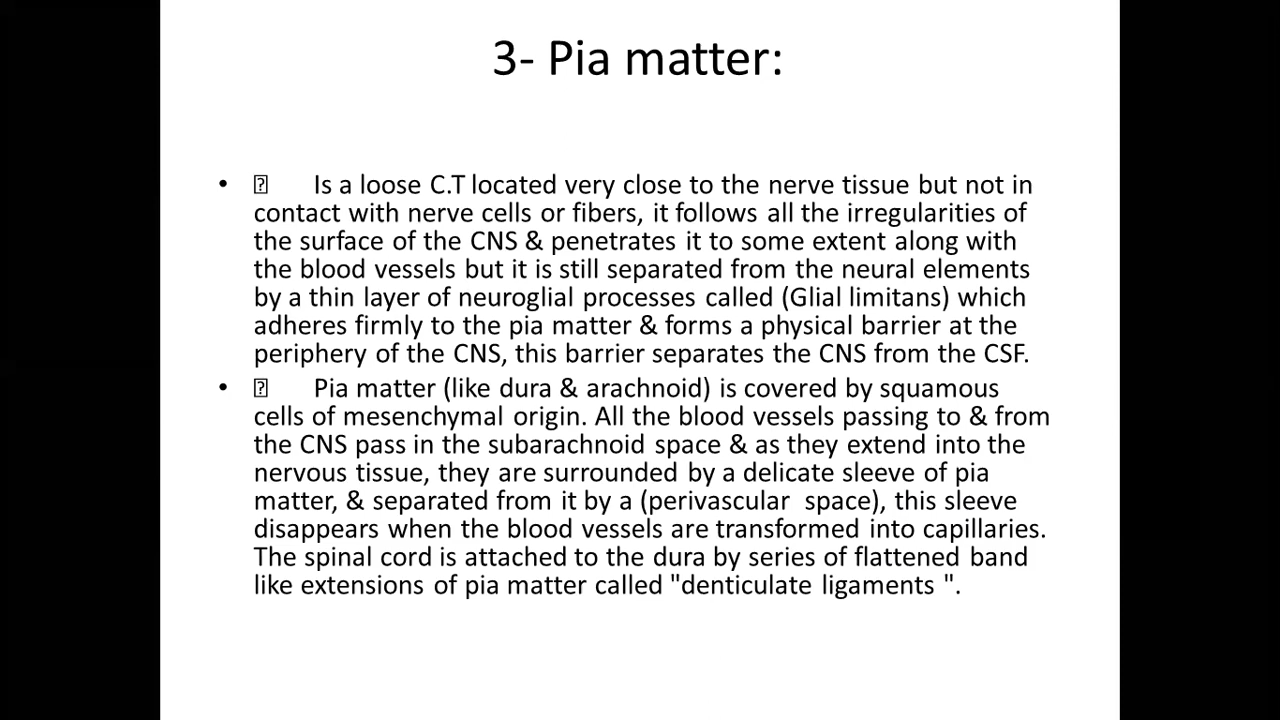 3- Pia matter:
• Is a loose C.T located very close to the nerve tissue but not in
contact with nerve cells or fibers, it follows all the irregularities of
the surface of the CNS & penetrates it to some extent along with
the blood vessels but it is still separated from the neural elements
by a thin layer of neuroglial processes called (Glial limitans) which
adheres firmly to the pia matter & forms a physical barrier at the
periphery of the CNS, this barrier separates the CNS from the CSF.
• Pia matter (like dura & arachnoid) is covered by squamous
cells of mesenchymal origin. All the blood vessels passing to & from
the CNS pass in the subarachnoid space & as they extend into the
nervous tissue, they are surrounded by a delicate sleeve of pia
matter, & separated from it by a (perivascular  space), this sleeve
disappears when the blood vessels are transformed into capillaries.
The spinal cord is attached to the dura by series of flattened band
like extensions of pia matter called "denticulate ligaments ".